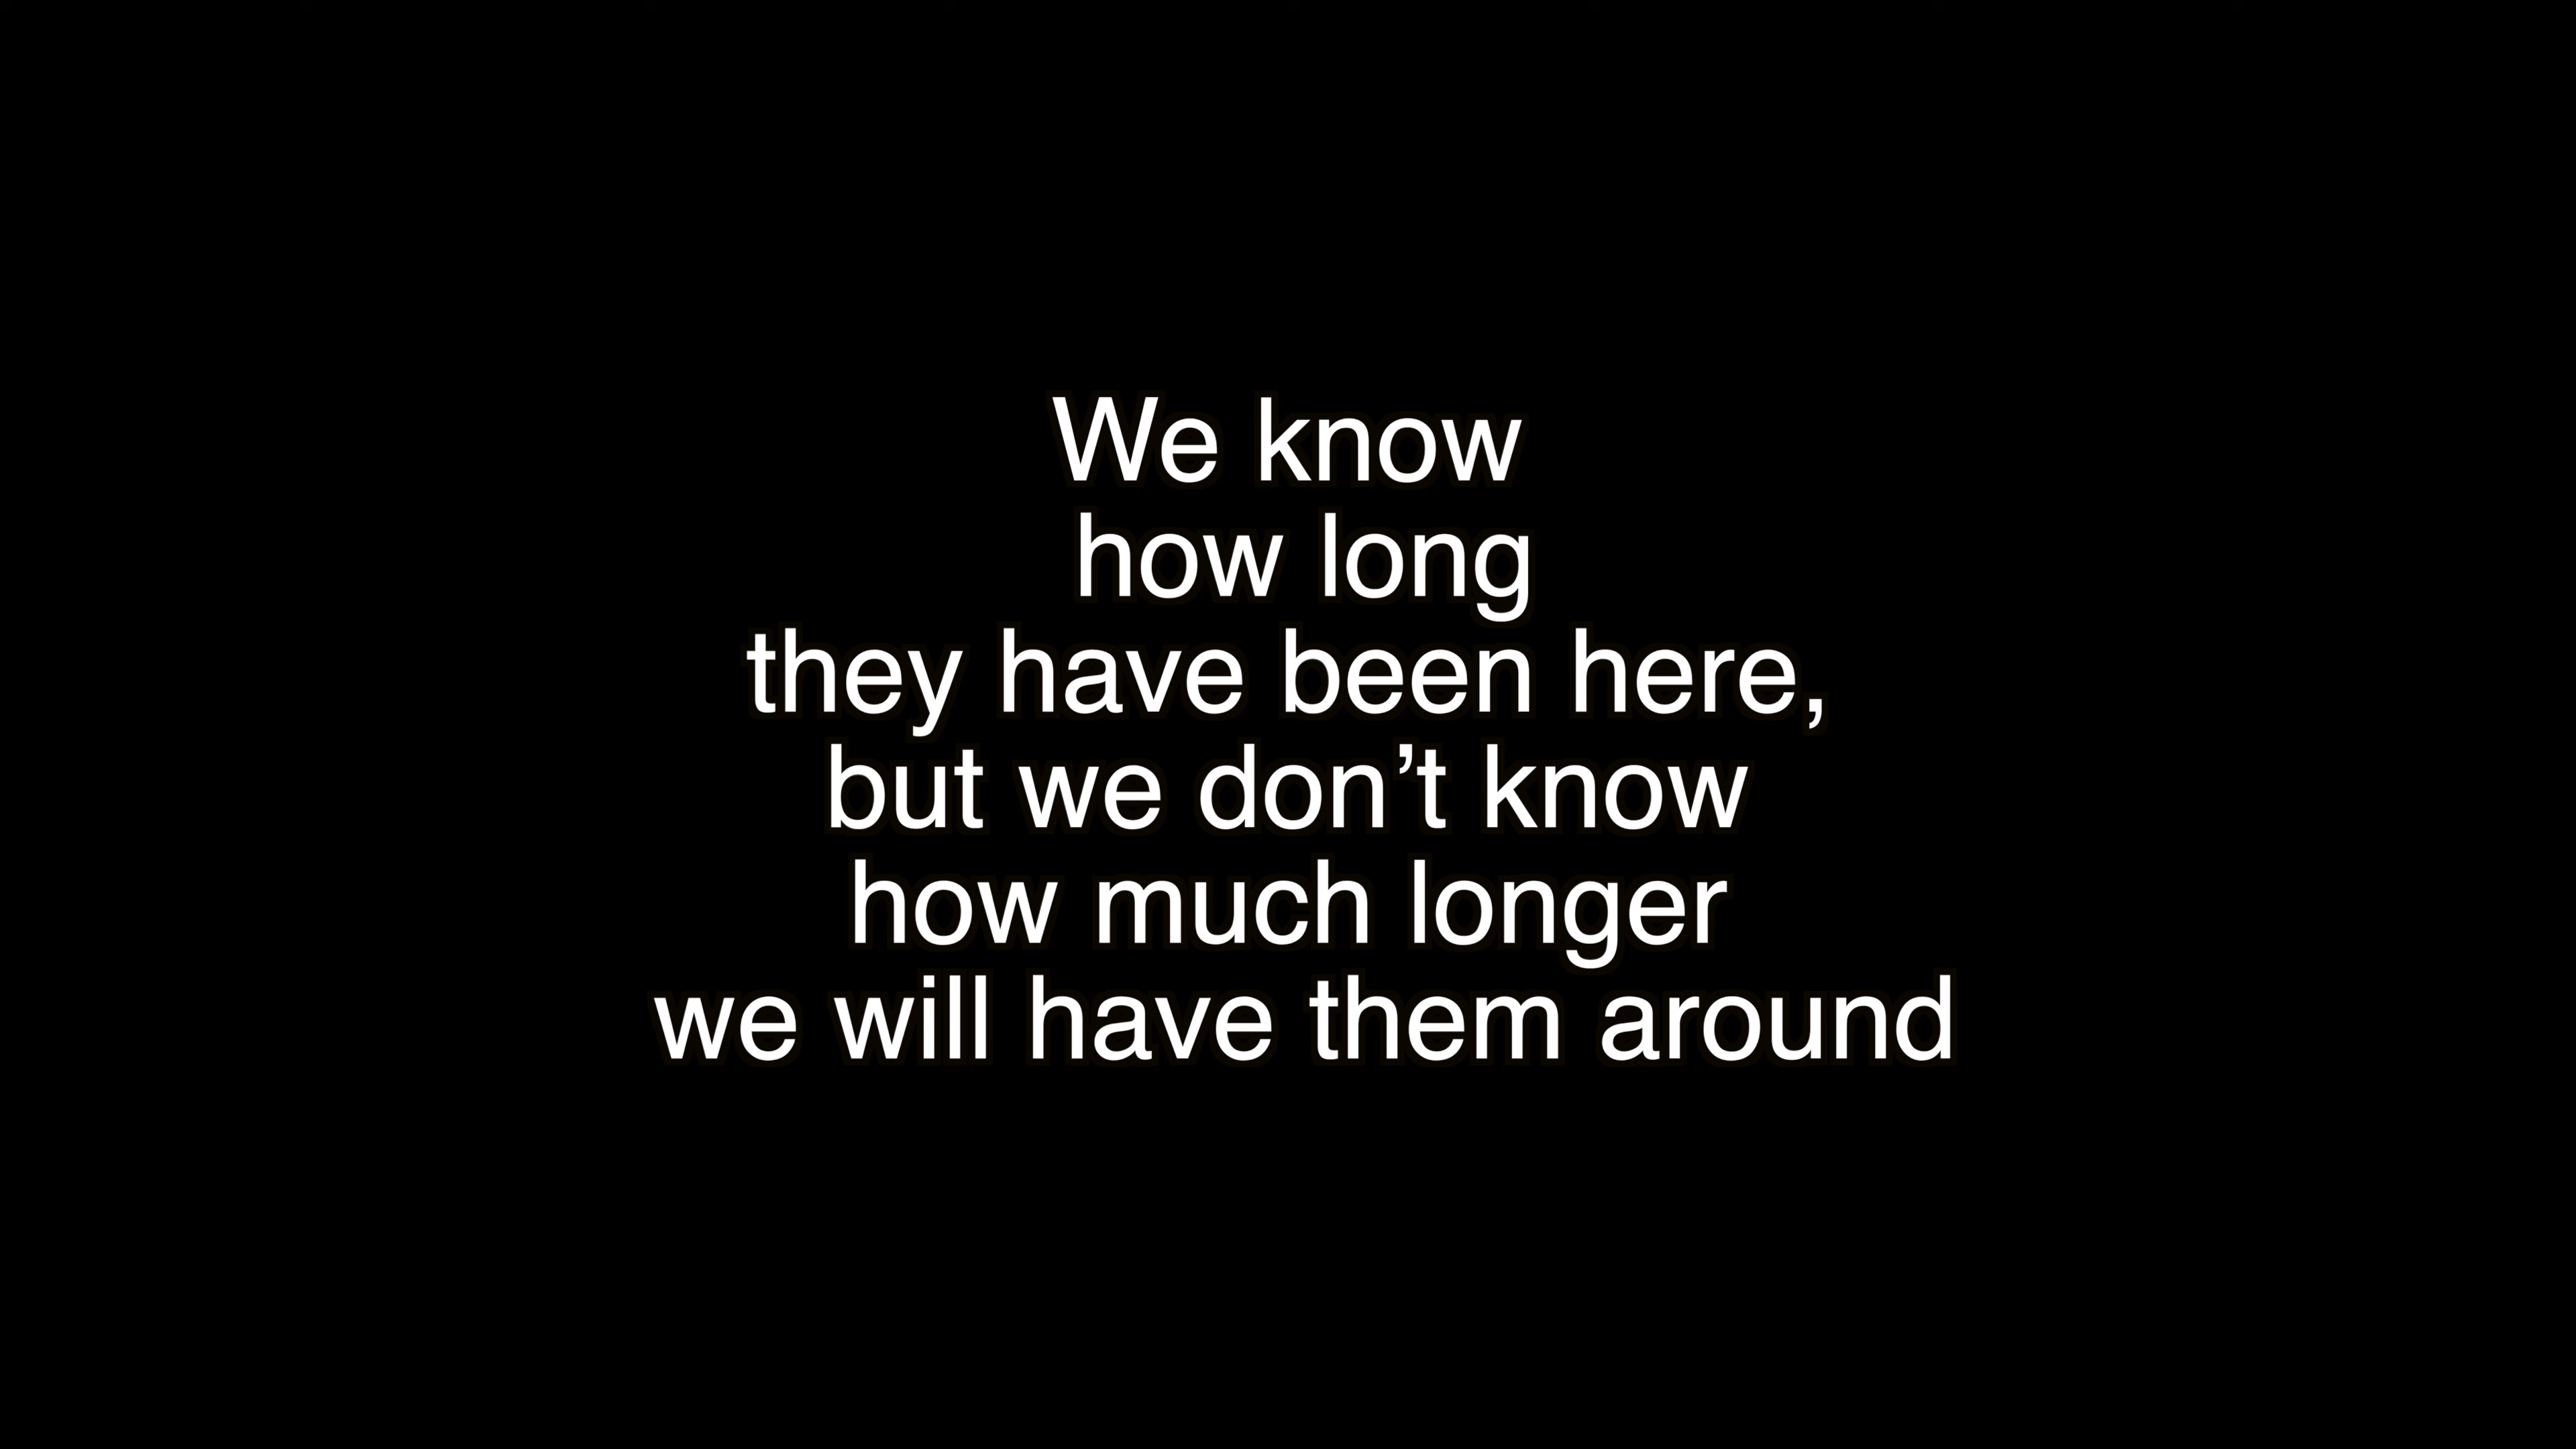 We know
how long
they have been here,
but we don’t know
how much longer
we will have them around